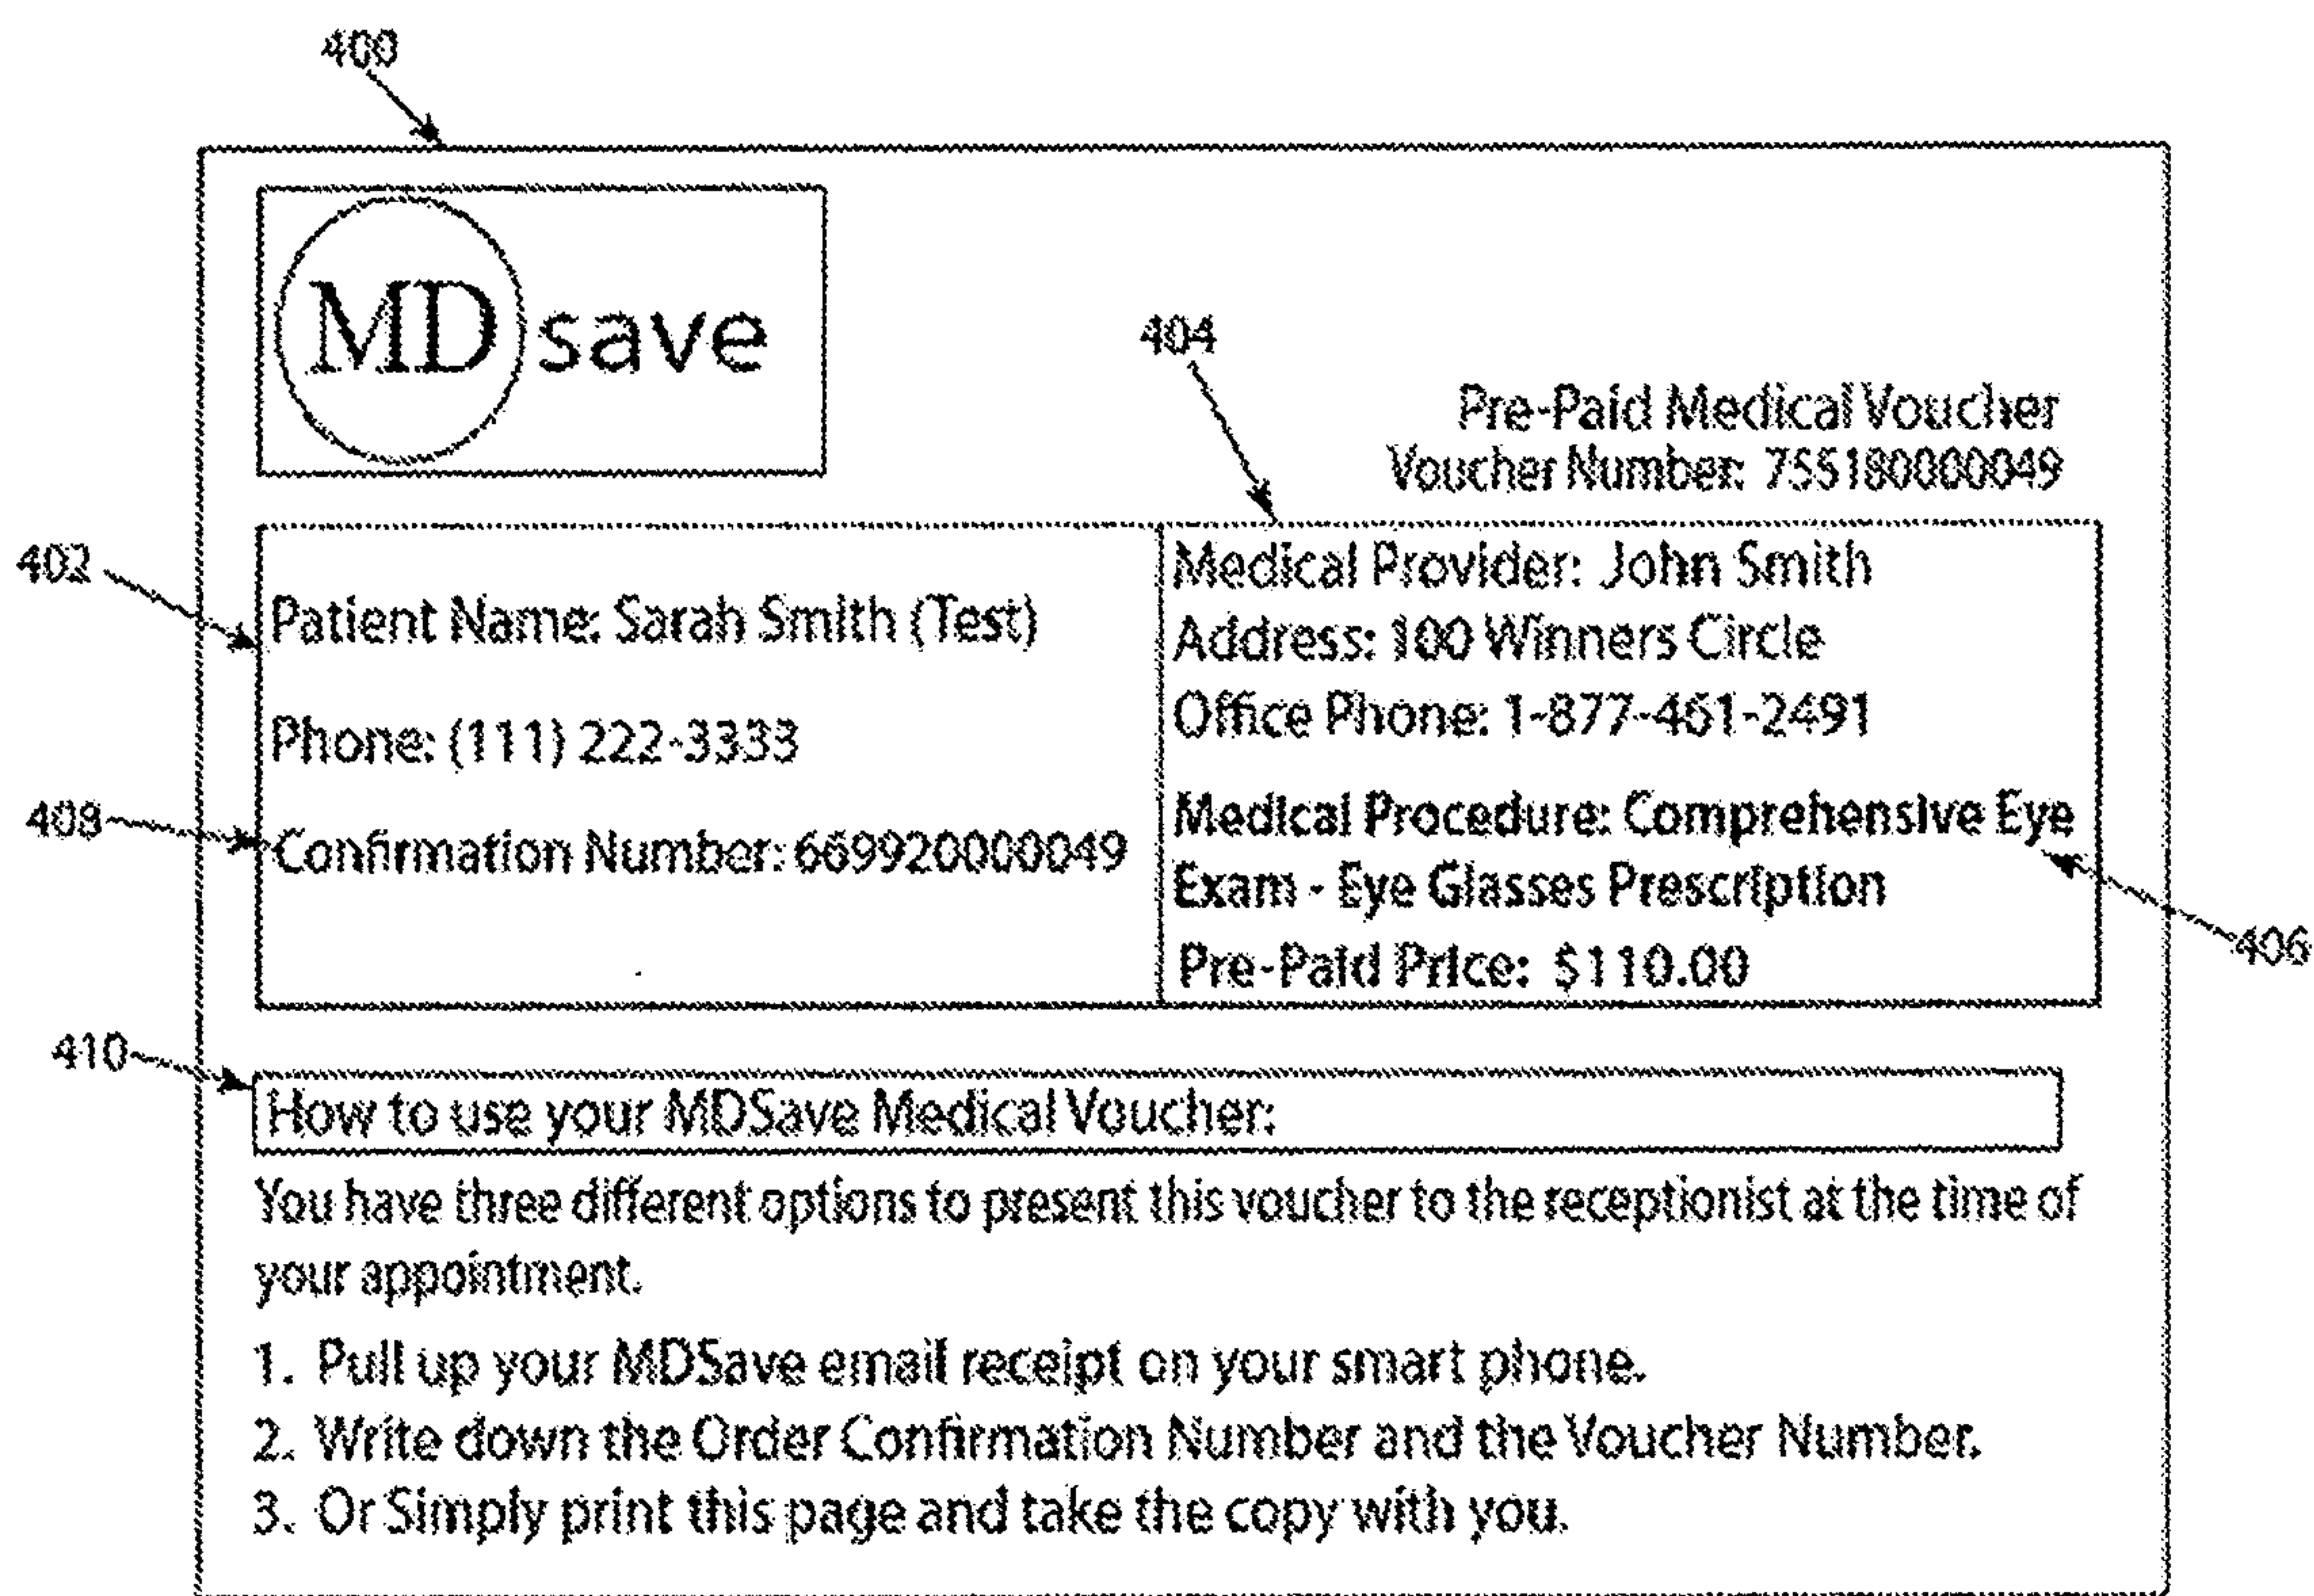 400
MD save
404
Pre-Paid Medical Voucher
Voucher Number: 755180000049
402
Patient Name: Sarah Smith (Test)
Phone: (111) 222-3333
408
Confirmation Number: 669920000049
Medical Provider: John Smith
Address: 100 Winners Circle
Office Phone: 1-877-461-2491
Medical Procedure: Comprehensive Eye
Exam - Eye Glasses Prescription
406
Pre-Paid Price: $110.00
410
How to use your MDSave Medical Voucher:
You have three different options to present this voucher to the receptionist at the time of
your appointment.
1. Pull up your MDSave email receipt on your smart phone.
2. Write down the Order Confirmation Number and the Voucher Number.
3. Or Simply print this page and take the copy with you.